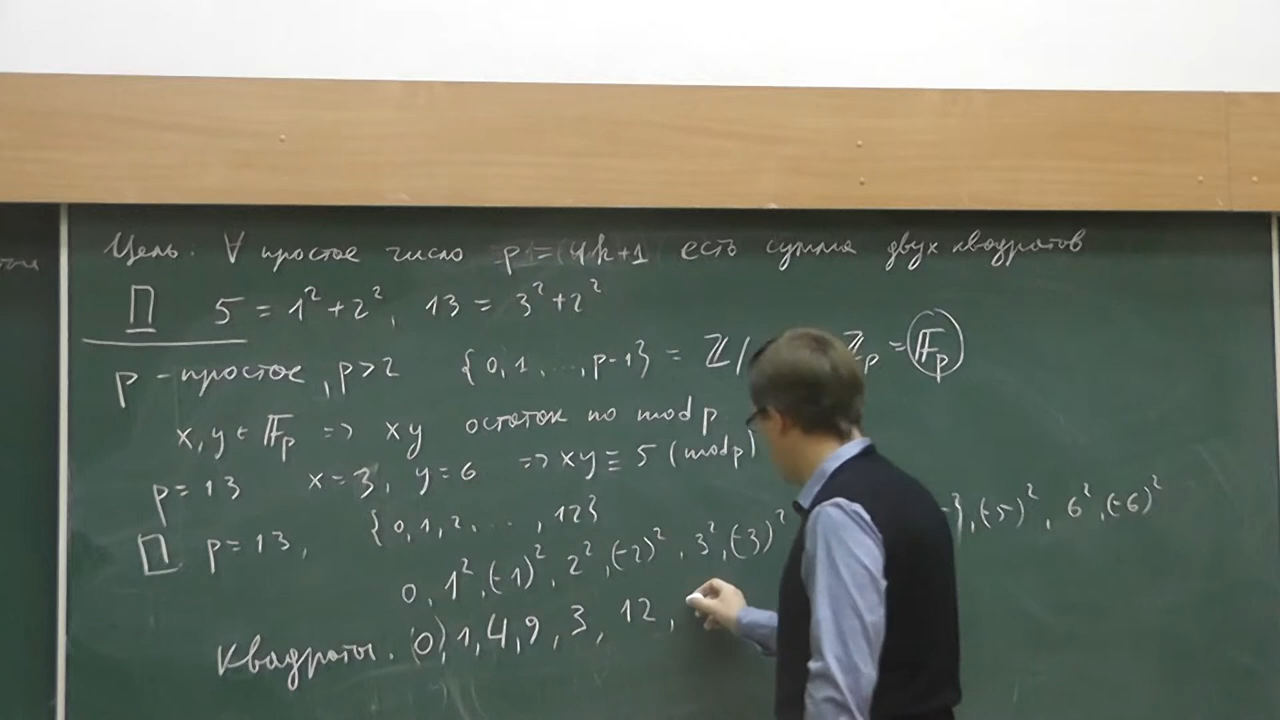 Цель. ∀ простое число p=(4k+1 есть сумма двух квадратов
П 5 = 1² + 2², 13 = 3² + 2²
p - простое, p>2 {0,1 ..., p-1} = ℤ/ ℤp = 𝔽p
x, y ∈ 𝔽p => xy остаток по mod p
p = 13 x = 3, y = 6 => xy ≡ 5 (mod p)
П p = 13, {0,1,2,..., 12}
0, 1², (-1)², 2², (-2)², 3², (-3)² , (-5)², 6², (-6)²
Квадраты. (0), 1, 4, 9, 3, 12,